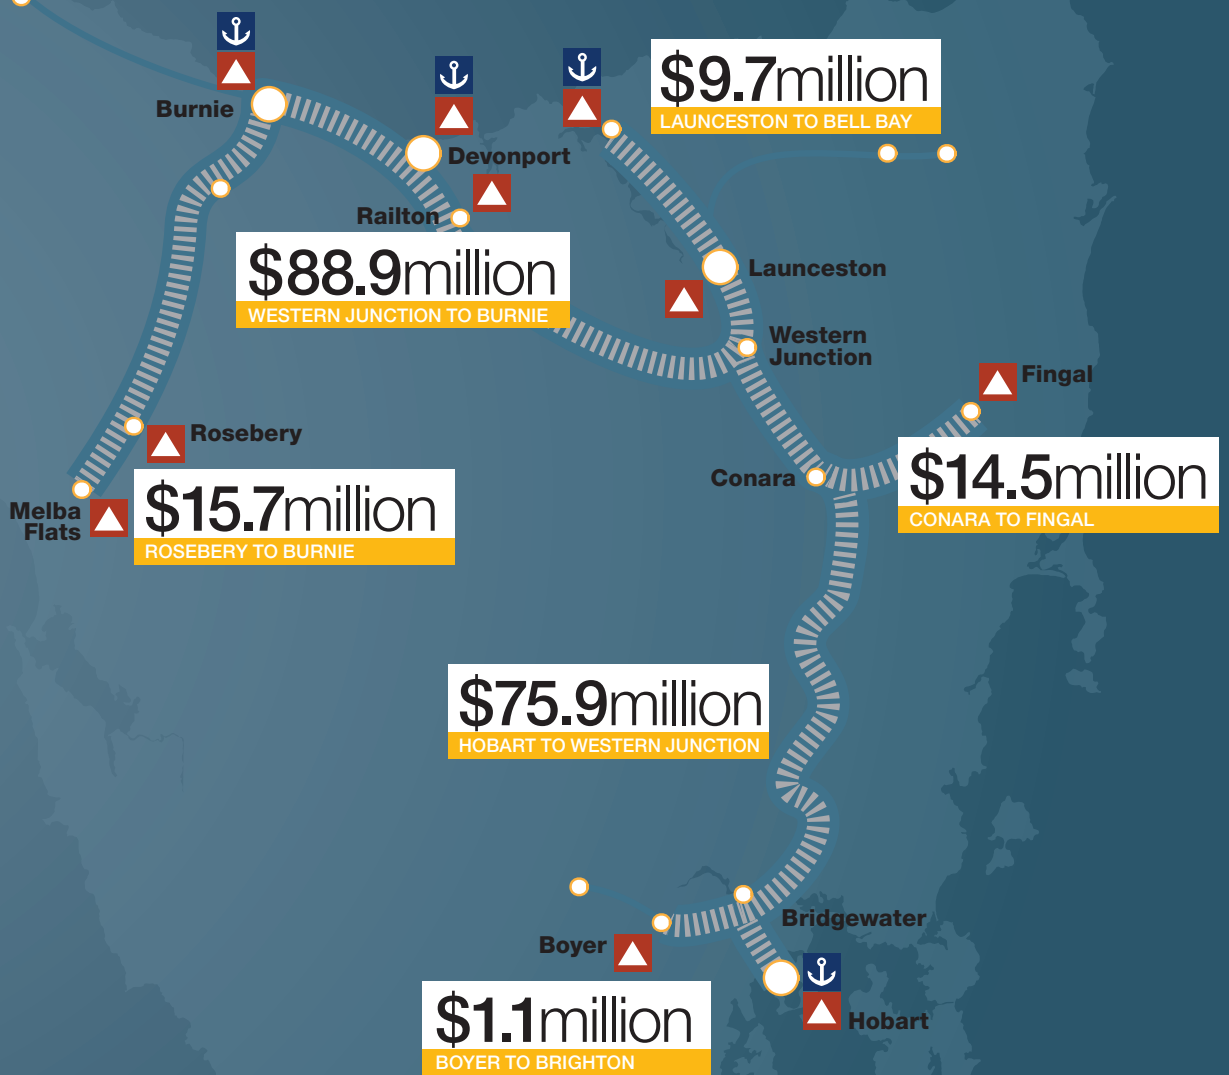 $9.7million
LAUNCESTON TO BELL BAY
Burnie
Devonport
Railton
$88.9million
WESTERN JUNCTION TO BURNIE
Launceston
Western
Junction
Fingal
Rosebery
Conara
$14.5million
CONARA TO FINGAL
Melba
Flats
$15.7million
ROSEBERY TO BURNIE
$75.9million
HOBART TO WESTERN JUNCTION
Bridgewater
Boyer
$1.1million
BOYER TO BRIGHTON
Hobart